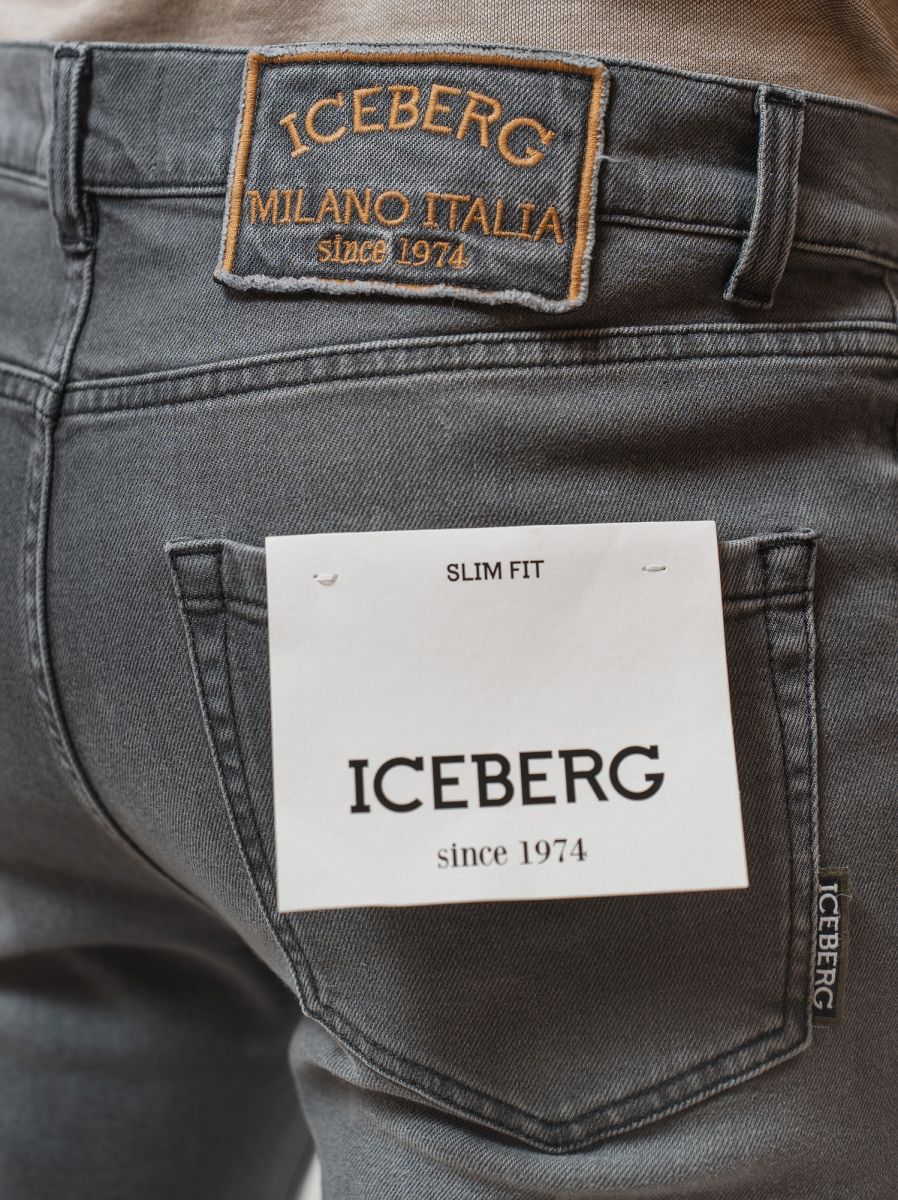 ICEBERG
MILANO ITALIA
since 1974
SLIM FIT
ICEBERG
since 1974
ICEBERG